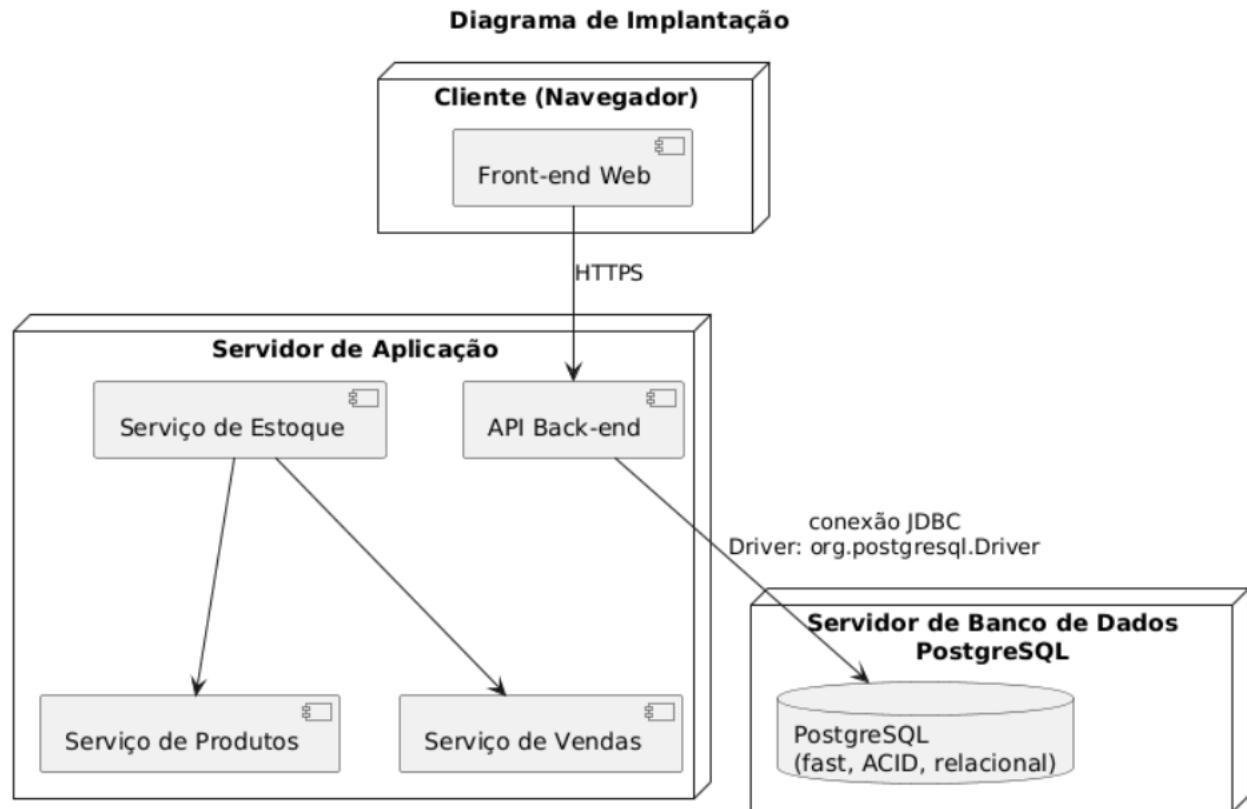 Diagrama de Implantação
Cliente (Navegador)
Front-end Web
HTTPS
Servidor de Aplicação
Serviço de Estoque
API Back-end
conexão JDBC
Driver: org.postgresql.Driver
Servidor de Banco de Dados
PostgreSQL
Serviço de Produtos
Serviço de Vendas
PostgreSQL
(fast, ACID, relacional)